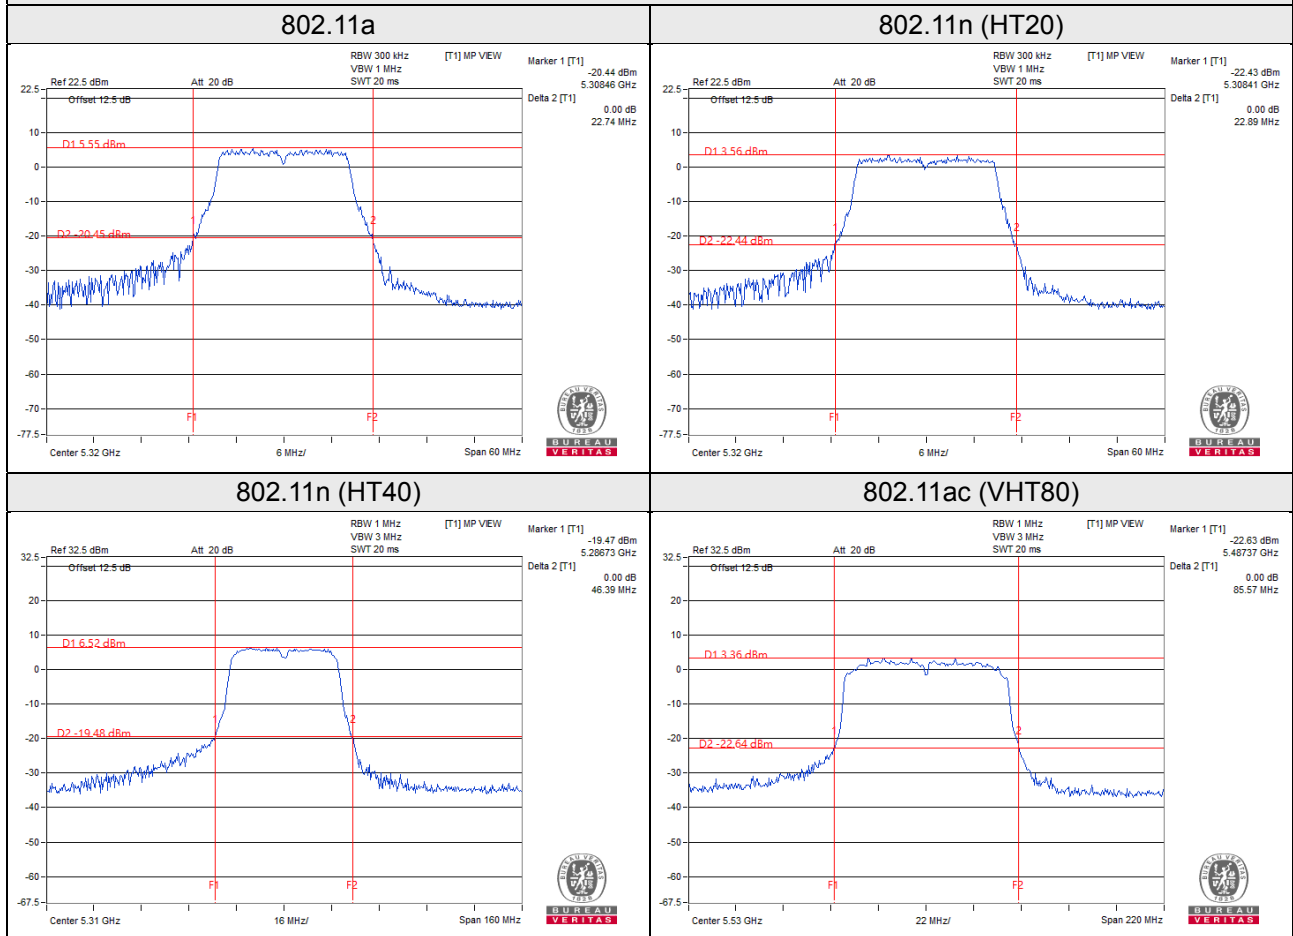 802.11a
RBW 300 kHz [T1] MP VIEW
VBW 1 MHz
Ref 22.5 dBm Att 20 dB SWT 20 ms
Marker 1 [T1]
-20.44 dBm
5.30846 GHz
Delta 2 [T1]
0.00 dB
22.74 MHz
22.5
Offset 12.5 dB
10
D1 5.55 dBm
0
-10
1
2
-20
D2 -20.45 dBm
-30
-40
-50
-60
-70
F1
F2
-77.5
Center 5.32 GHz 6 MHz/ Span 60 MHz
1828
BUREAU
VERITAS
802.11n (HT20)
RBW 300 kHz [T1] MP VIEW
VBW 1 MHz
Ref 22.5 dBm Att 20 dB SWT 20 ms
Marker 1 [T1]
-22.43 dBm
5.30841 GHz
Delta 2 [T1]
0.00 dB
22.89 MHz
22.5
Offset 12.5 dB
10
D1 3.56 dBm
0
-10
1
2
-20
D2 -22.44 dBm
-30
-40
-50
-60
-70
F1
F2
-77.5
Center 5.32 GHz 6 MHz/ Span 60 MHz
1828
BUREAU
VERITAS
802.11n (HT40)
RBW 1 MHz [T1] MP VIEW
VBW 3 MHz
Ref 32.5 dBm Att 20 dB SWT 20 ms
Marker 1 [T1]
-19.47 dBm
5.28673 GHz
Delta 2 [T1]
0.00 dB
46.39 MHz
32.5
Offset 12.5 dB
20
10
D1 6.52 dBm
0
-10
1
2
D2 -19.48 dBm
-20
-30
-40
-50
-60
F1
F2
-67.5
Center 5.31 GHz 16 MHz/ Span 160 MHz
1828
BUREAU
VERITAS
802.11ac (VHT80)
RBW 1 MHz [T1] MP VIEW
VBW 3 MHz
Ref 32.5 dBm Att 20 dB SWT 20 ms
Marker 1 [T1]
-22.63 dBm
5.48737 GHz
Delta 2 [T1]
0.00 dB
85.57 MHz
32.5
Offset 12.5 dB
20
10
D1 3.36 dBm
0
-10
1
2
-20
D2 -22.64 dBm
-30
-40
-50
-60
F1
F2
-67.5
Center 5.53 GHz 22 MHz/ Span 220 MHz
1828
BUREAU
VERITAS